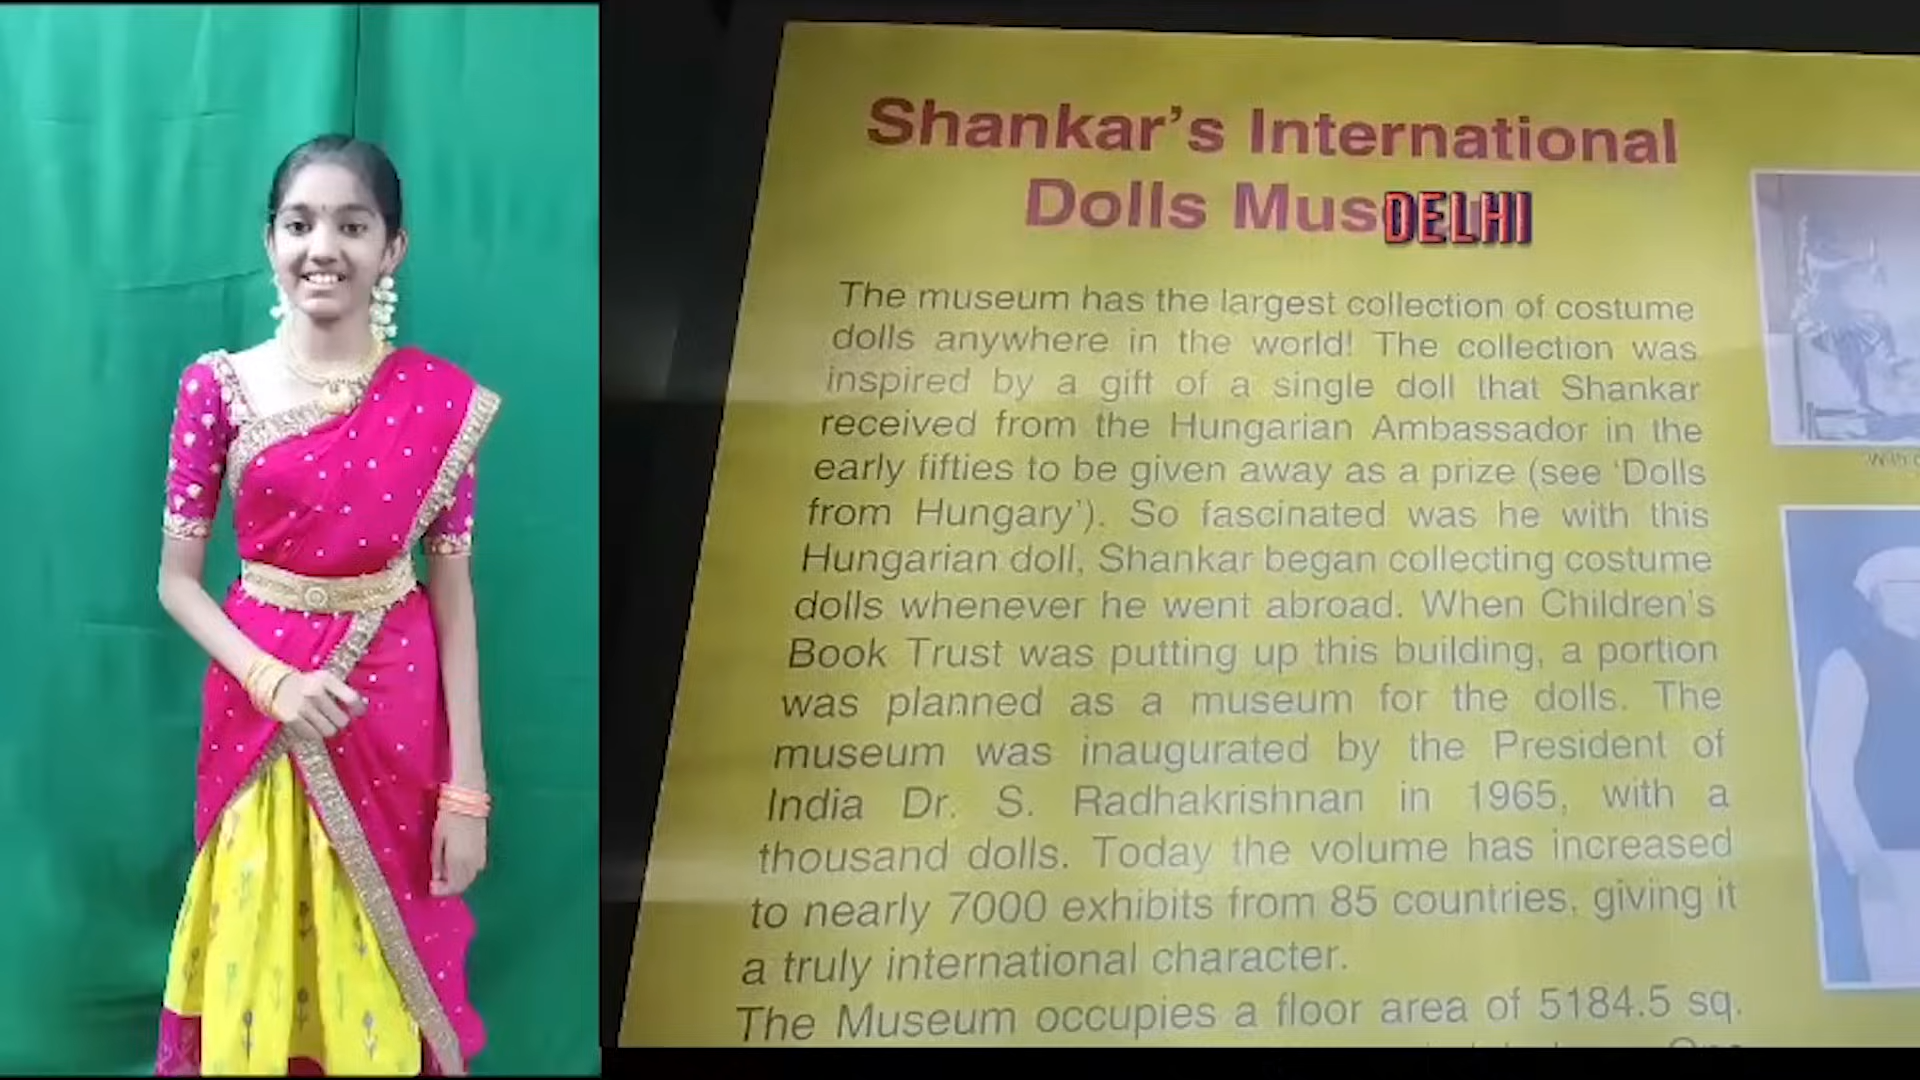 Shankar's International
Dolls Mus
DELHI
The museum has the largest collection of costume
dolls anywhere in the world! The collection was
inspired by a gift of a single doll that Shankar
received from the Hungarian Ambassador in the
early fifties to be given away as a prize (see 'Dolls
from Hungary'). So fascinated was he with this
Hungarian doll, Shankar began collecting costume
dolls whenever he went abroad. When Children's
Book Trust was putting up this building, a portion
was planned as a museum for the dolls. The
museum was inaugurated by the President of
India Dr. S. Radhakrishnan in 1965, with a
thousand dolls. Today the volume has increased
to nearly 7000 exhibits from 85 countries, giving it
a truly international character.
The Museum occupies a floor area of 5184.5 sq.